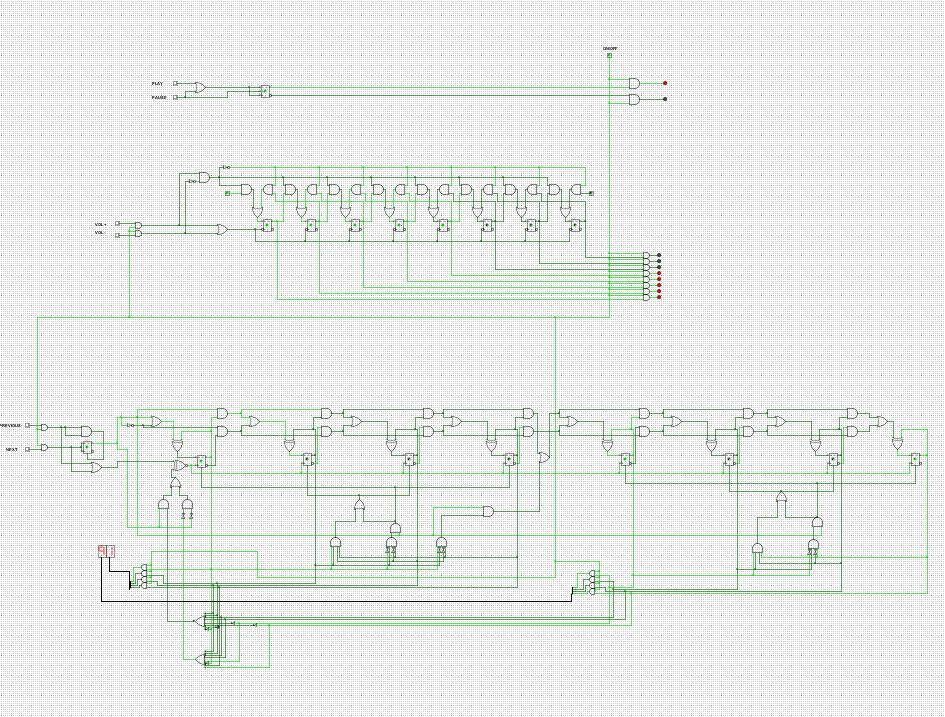 ON/OFF
PLAY
PAUSE
VOL+
VOL-
PREVIOUS
NEXT